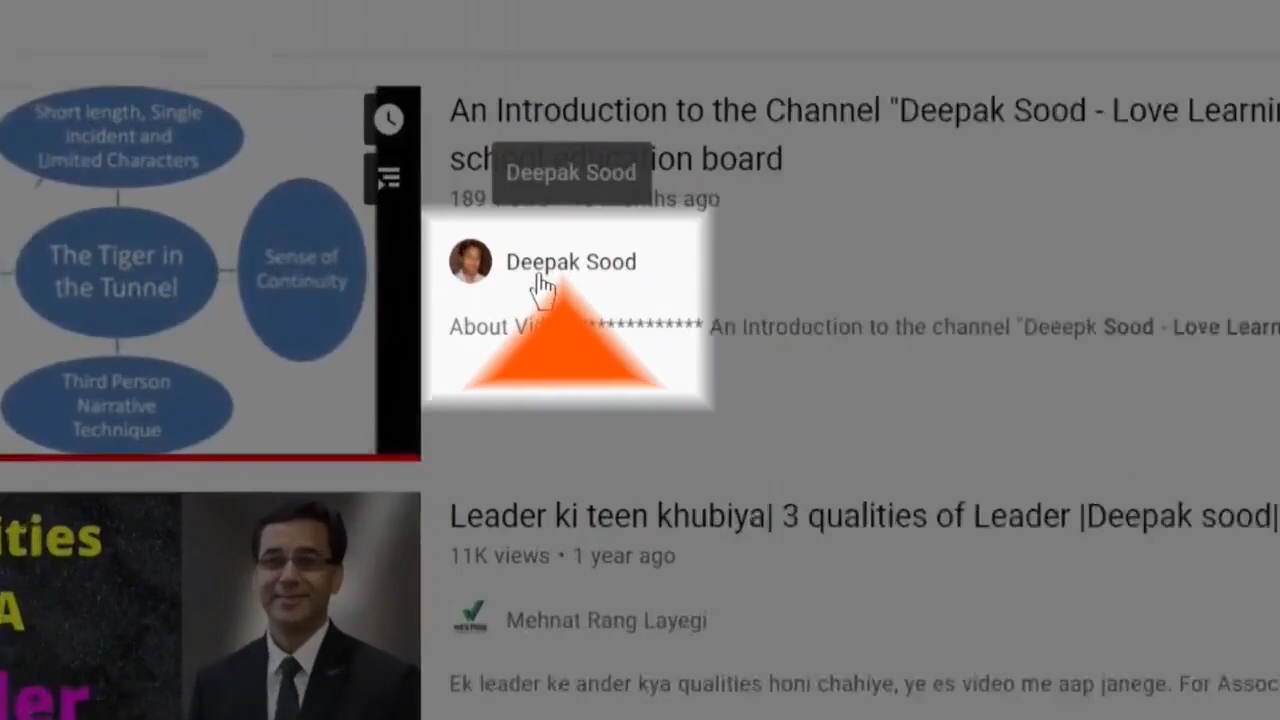 Short length, Single
Incident and
Limited Characters
The Tiger in
the Tunnel
Sense of
Continuity
Third Person
Narrative
Technique
An Introduction to the Channel "Deepak Sood - Love Learnin
education board
Deepak Sood
189 ago
Deepak Sood
About ************ An Introduction to the channel "Deeepk Sood - Love Learn
ities
A
der
Leader ki teen khubiya| 3 qualities of Leader |Deepak sood|
11K views • 1 year ago
Mehnat Rang Layegi
Ek leader ke ander kya qualities honi chahiye, ye es video me aap janege. For Assoc